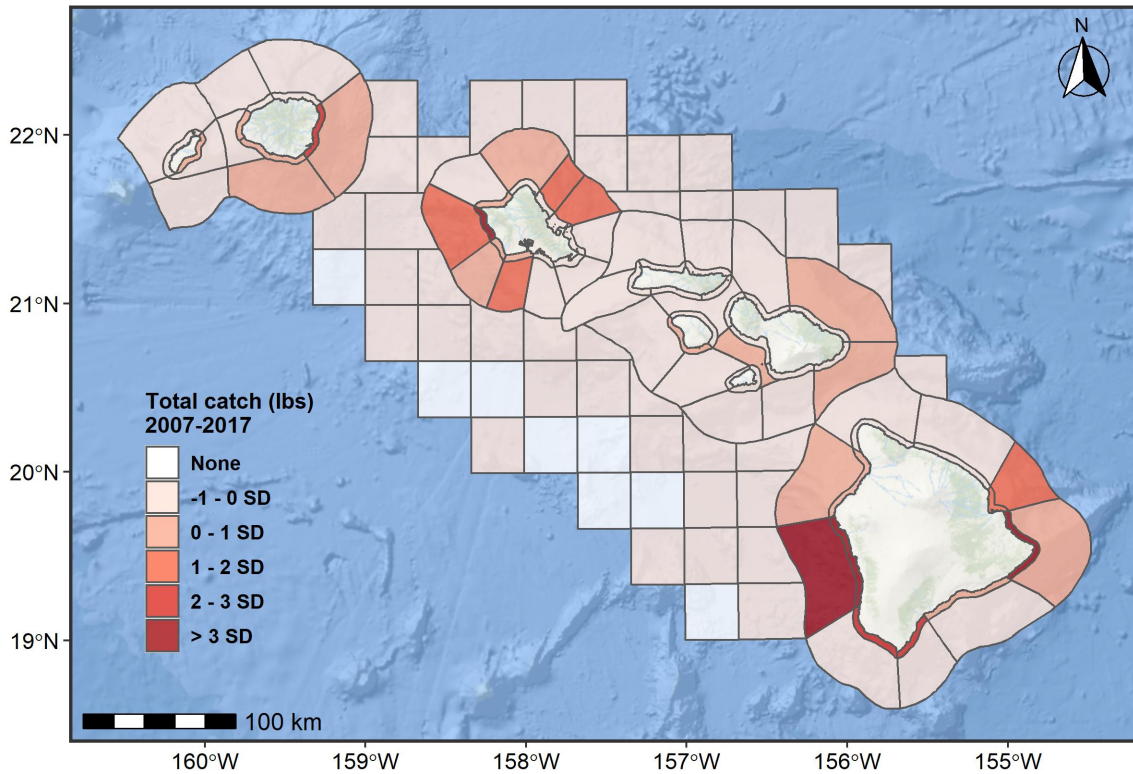 N
22°N
21°N
20°N
19°N
Total catch (lbs)
2007-2017
None
-1 - 0 SD
0 - 1 SD
1 - 2 SD
2 - 3 SD
> 3 SD
100 km
160°W
159°W
158°W
157°W
156°W
155°W